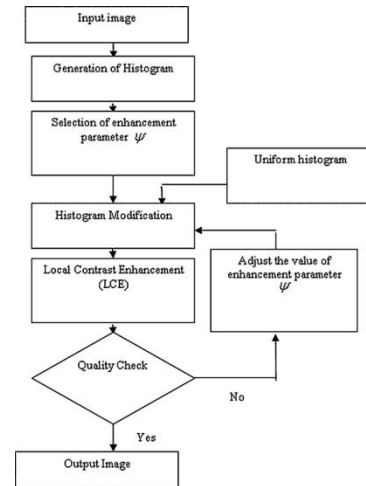 Input image
Generation of Histogram
Selection of enhancement
parameter ψ
Uniform histogram
Histogram Modification
Local Contrast Enhancement
(LCE)
Adjust the value of
enhancement parameter
ψ
Quality Check
No
Yes
Output Image